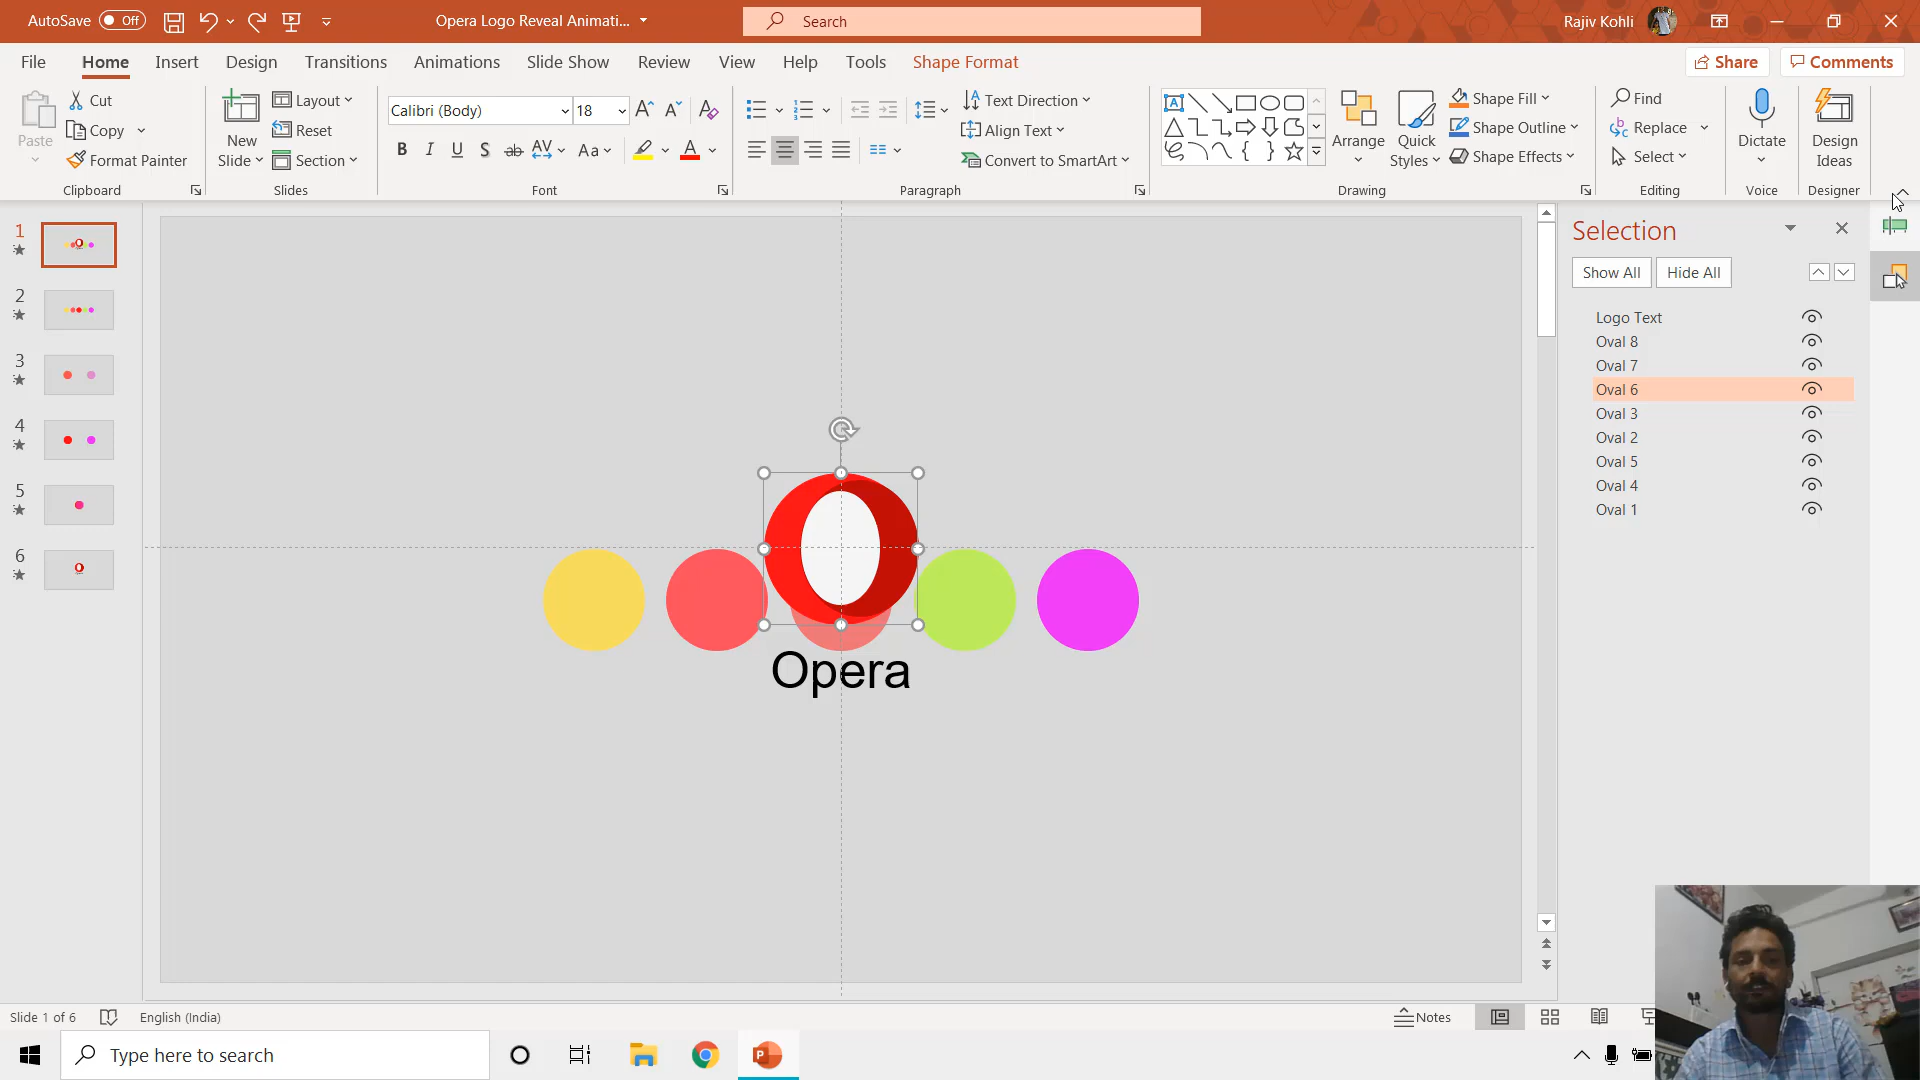 AutoSave Off
Opera Logo Reveal Animati...
Search
Rajiv Kohli
File Home Insert Design Transitions Animations Slide Show Review View Help Tools Shape Format
Share
Comments
Paste
Cut
Copy
Format Painter
Clipboard
New Slide
Layout
Reset
Section
Slides
Calibri (Body) 18
B I U S ab AV Aa A
Font
Text Direction
Align Text
Convert to SmartArt
Paragraph
Arrange
Quick Styles
Shape Fill
Shape Outline
Shape Effects
Drawing
Find
Replace
Select
Editing
Dictate
Voice
Design Ideas
Designer
1
2
3
4
5
6
Opera
Selection
Show All Hide All
Logo Text
Oval 8
Oval 7
Oval 6
Oval 3
Oval 2
Oval 5
Oval 4
Oval 1
Slide 1 of 6
English (India)
Notes
Type here to search